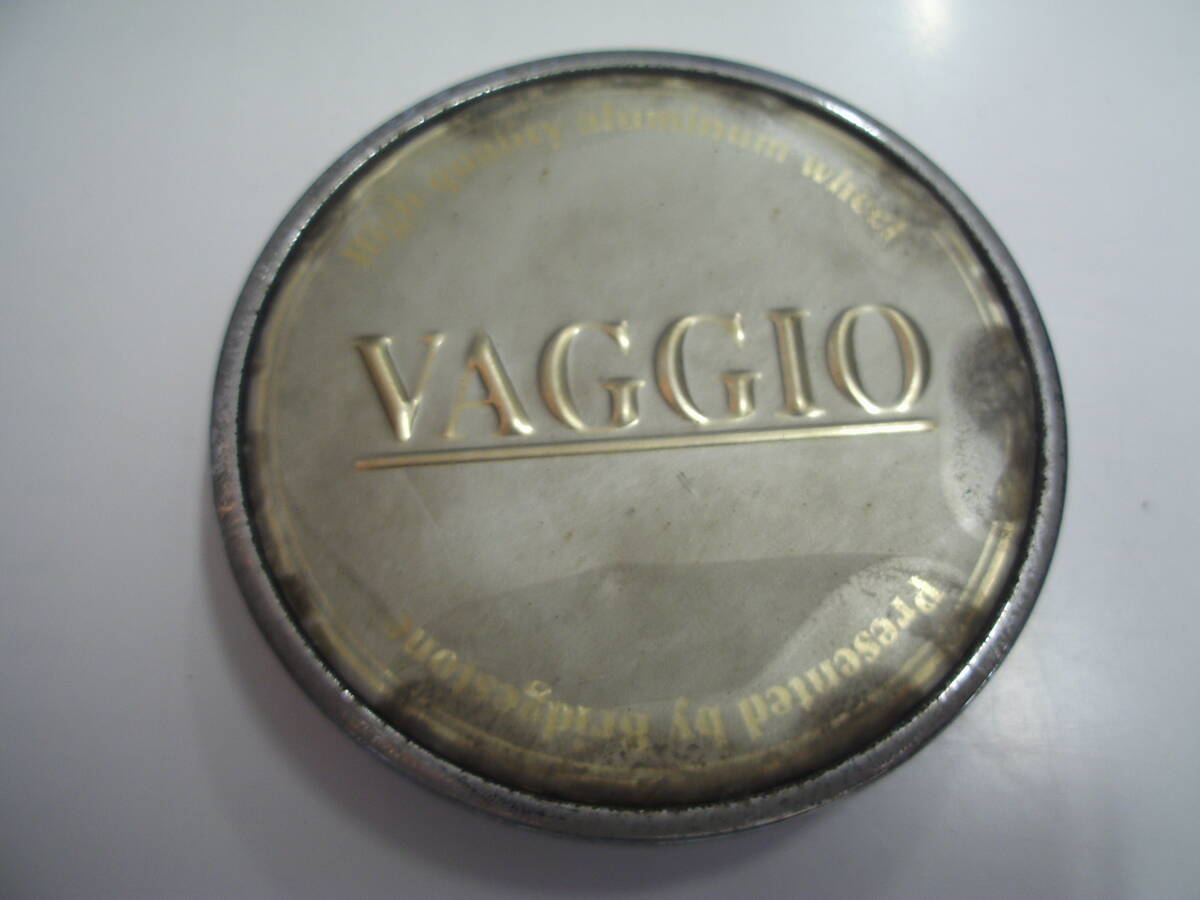 High quality aluminum wheel
VAGGIO
Presented by Bridgestone